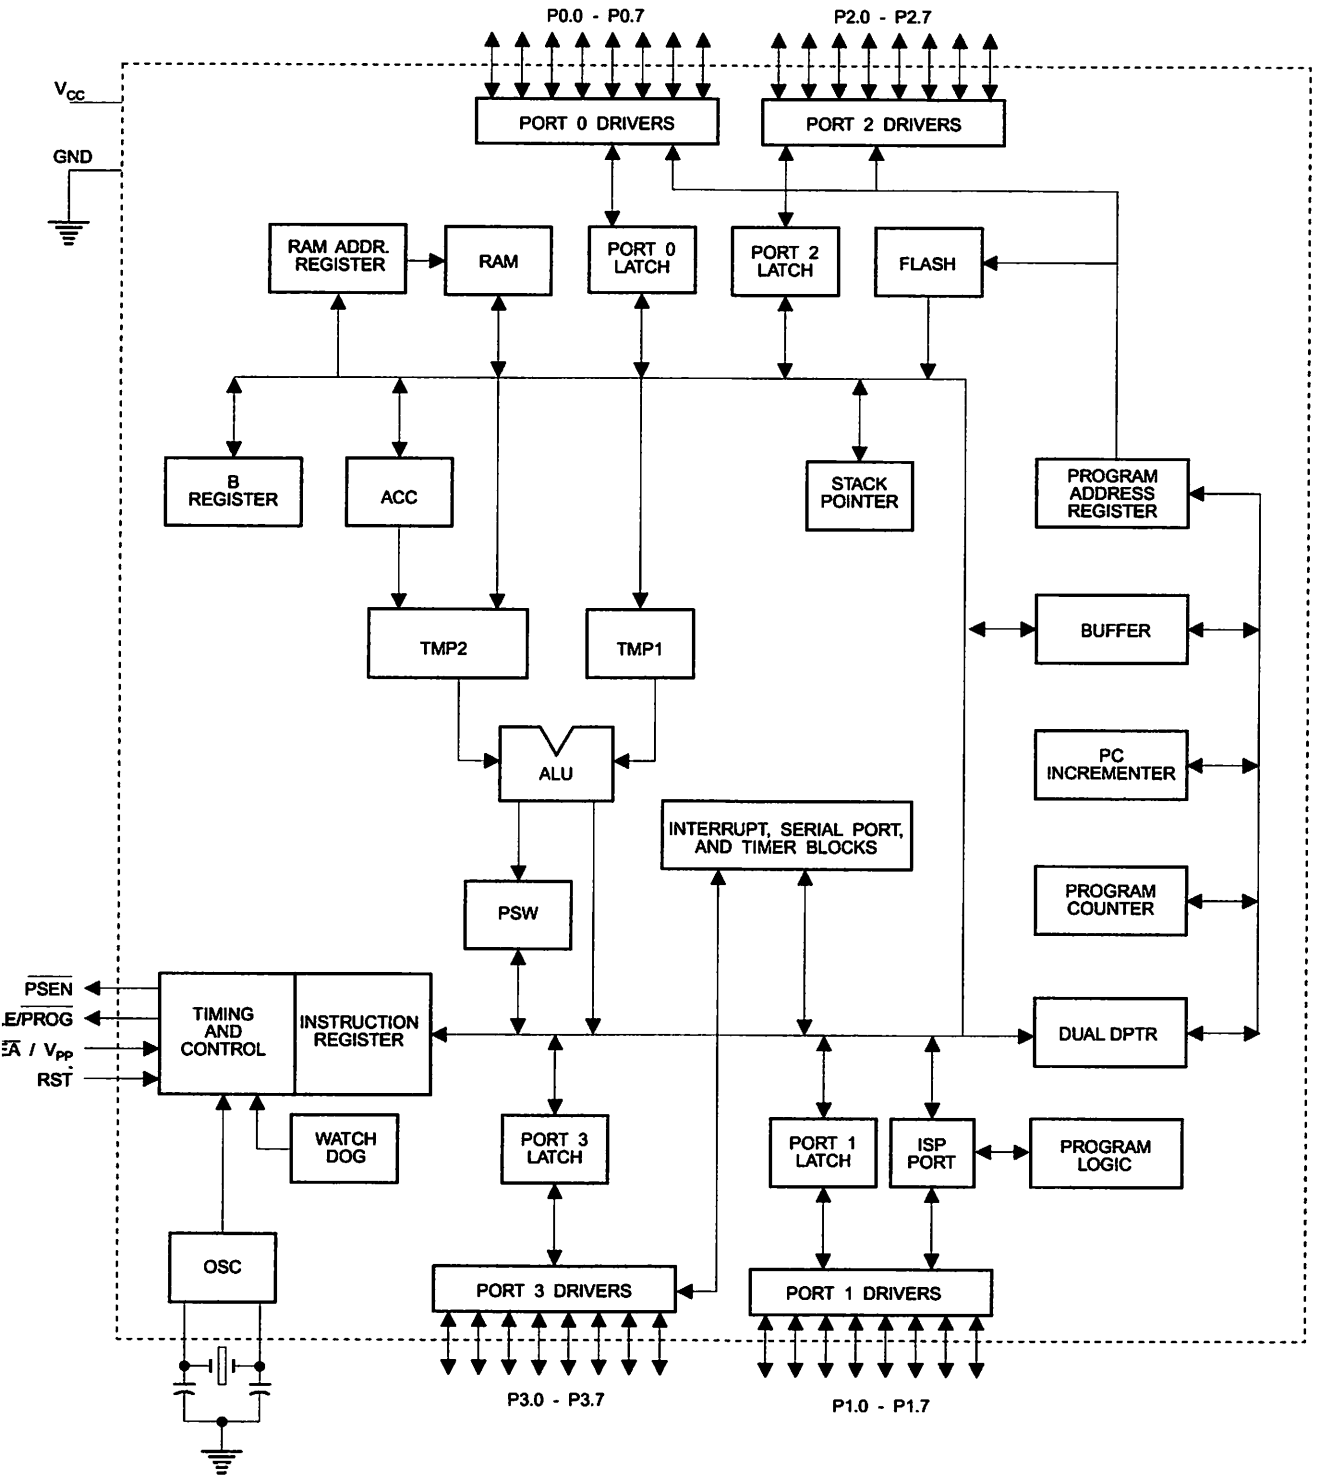 P0.0 - P0.7
P2.0 - P2.7
VCC
GND
PORT 0 DRIVERS
PORT 2 DRIVERS
RAM ADDR.
REGISTER
RAM
PORT 0
LATCH
PORT 2
LATCH
FLASH
B
REGISTER
ACC
STACK
POINTER
PROGRAM
ADDRESS
REGISTER
BUFFER
TMP2
TMP1
ALU
PC
INCREMENTER
INTERRUPT, SERIAL PORT,
AND TIMER BLOCKS
PROGRAM
COUNTER
PSW
PSEN
LE/PROG
EA / VPP
RST
TIMING
AND
CONTROL
INSTRUCTION
REGISTER
DUAL DPTR
WATCH
DOG
PORT 3
LATCH
PORT 1
LATCH
ISP
PORT
PROGRAM
LOGIC
OSC
PORT 3 DRIVERS
PORT 1 DRIVERS
P3.0 - P3.7
P1.0 - P1.7